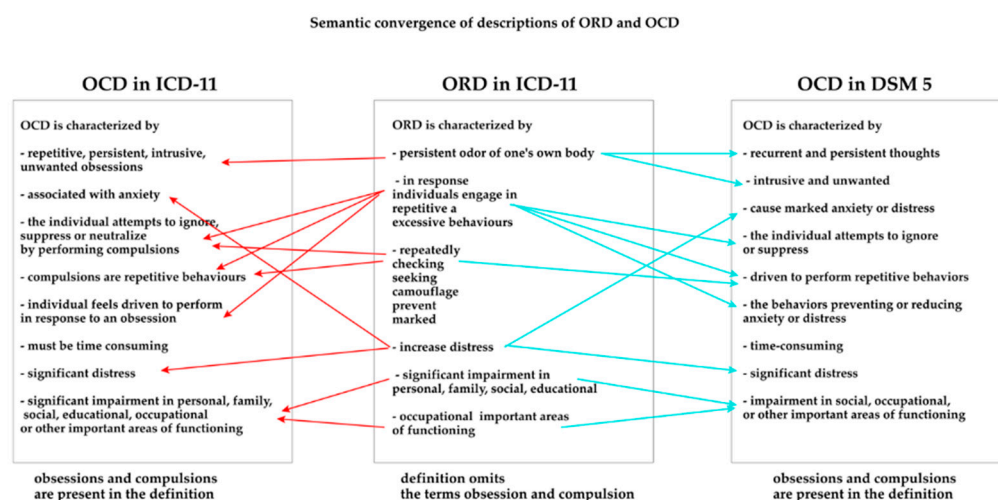 Semantic convergence of descriptions of ORD and OCD
OCD in ICD-11
OCD is characterized by
- repetitive, persistent, intrusive,
unwanted obsessions
- associated with anxiety
- the individual attempts to ignore,
suppress or neutralize
by performing compulsions
- compulsions are repetitive behaviours
- individual feels driven to perform
in response to an obsession
- must be time consuming
- significant distress
- significant impairment in personal, family,
social, educational, occupational
or other important areas of functioning
obsessions and compulsions
are present in the definition
ORD in ICD-11
ORD is characterized by
- persistent odor of one's own body
- in response
individuals engage in
repetitive a
excessive behaviours
- repeatedly
checking
seeking
camouflage
prevent
marked
- increase distress
- significant impairment in
personal, family, social, educational
- occupational important areas
of functioning
definition omits
the terms obsession and compulsion
OCD in DSM 5
OCD is characterized by
- recurrent and persistent thoughts
- intrusive and unwanted
- cause marked anxiety or distress
- the individual attempts to ignore
or suppress
- driven to perform repetitive behaviors
- the behaviors preventing or reducing
anxiety or distress
- time-consuming
- significant distress
- impairment in social, occupational,
or other important areas of functioning
obsessions and compulsions
are present in the definition